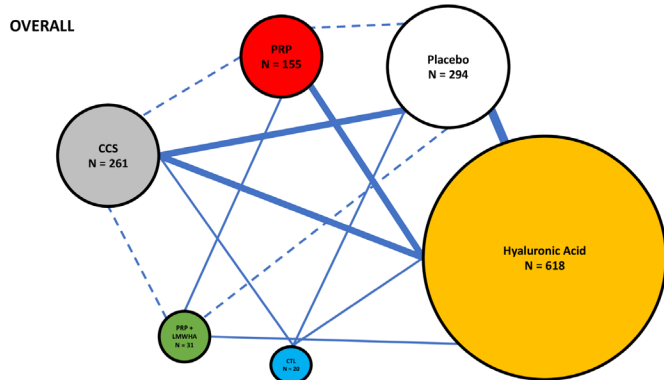 OVERALL
PRP
N = 155
Placebo
N = 294
CCS
N = 261
Hyaluronic Acid
N = 618
PRP +
LMWHA
N = 31
CTL
N = 20